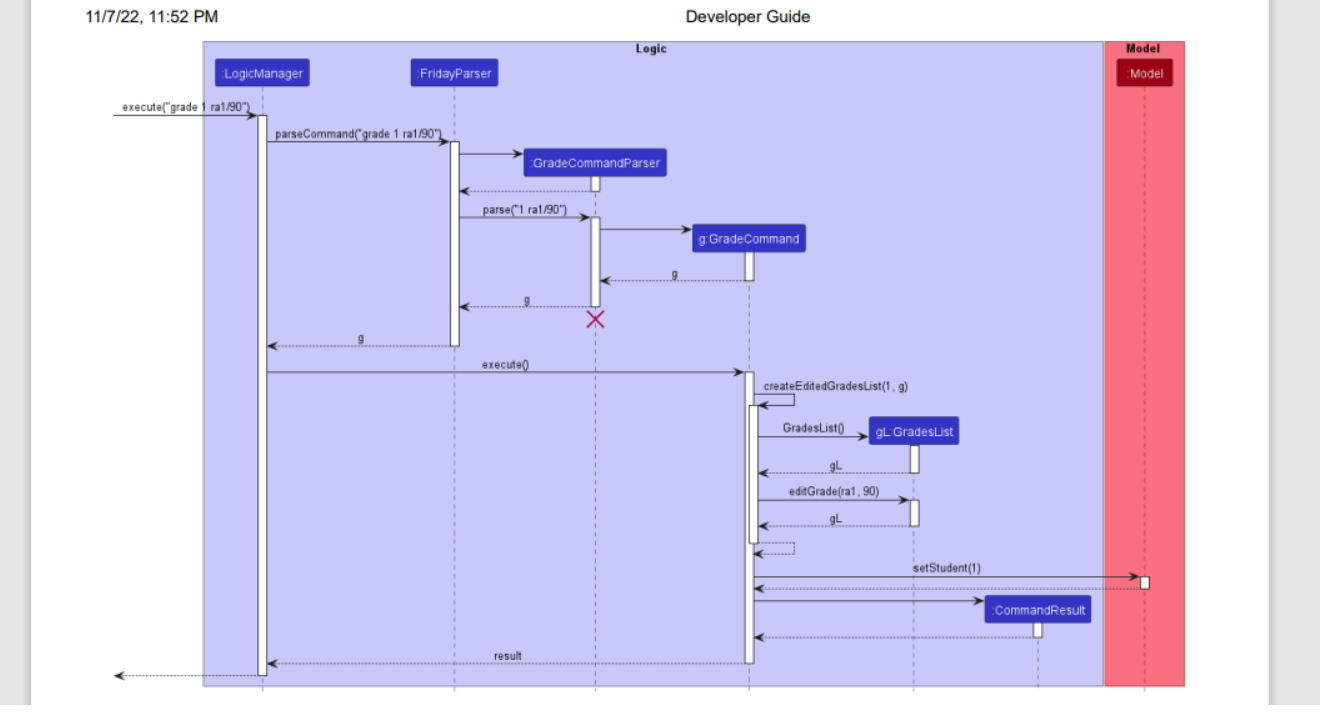 11/7/22, 11:52 PM
Developer Guide
Logic
Model
:LogicManager
:FridayParser
:Model
execute("grade 1 ra1/90")
parseCommand("grade 1 ra1/90")
:GradeCommandParser
parse("1 ra1/90")
g:GradeCommand
g
g
g
execute()
createEditedGradesList(1, g)
GradesList()
gL:GradesList
gL
editGrade(ra1, 90)
gL
setStudent(1)
:CommandResult
result